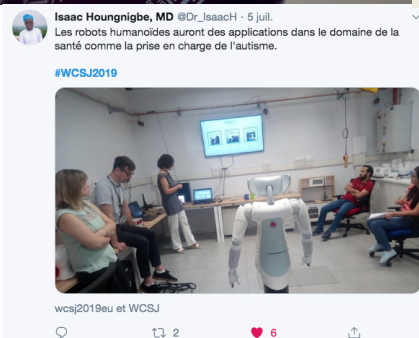 Isaac Houngnigbe, MD @Dr_IsaacH · 5 juil.
Les robots humanoïdes auront des applications dans le domaine de la
santé comme la prise en charge de l'autisme.
#WCSJ2019
wcsj2019eu et WCSJ
2
6